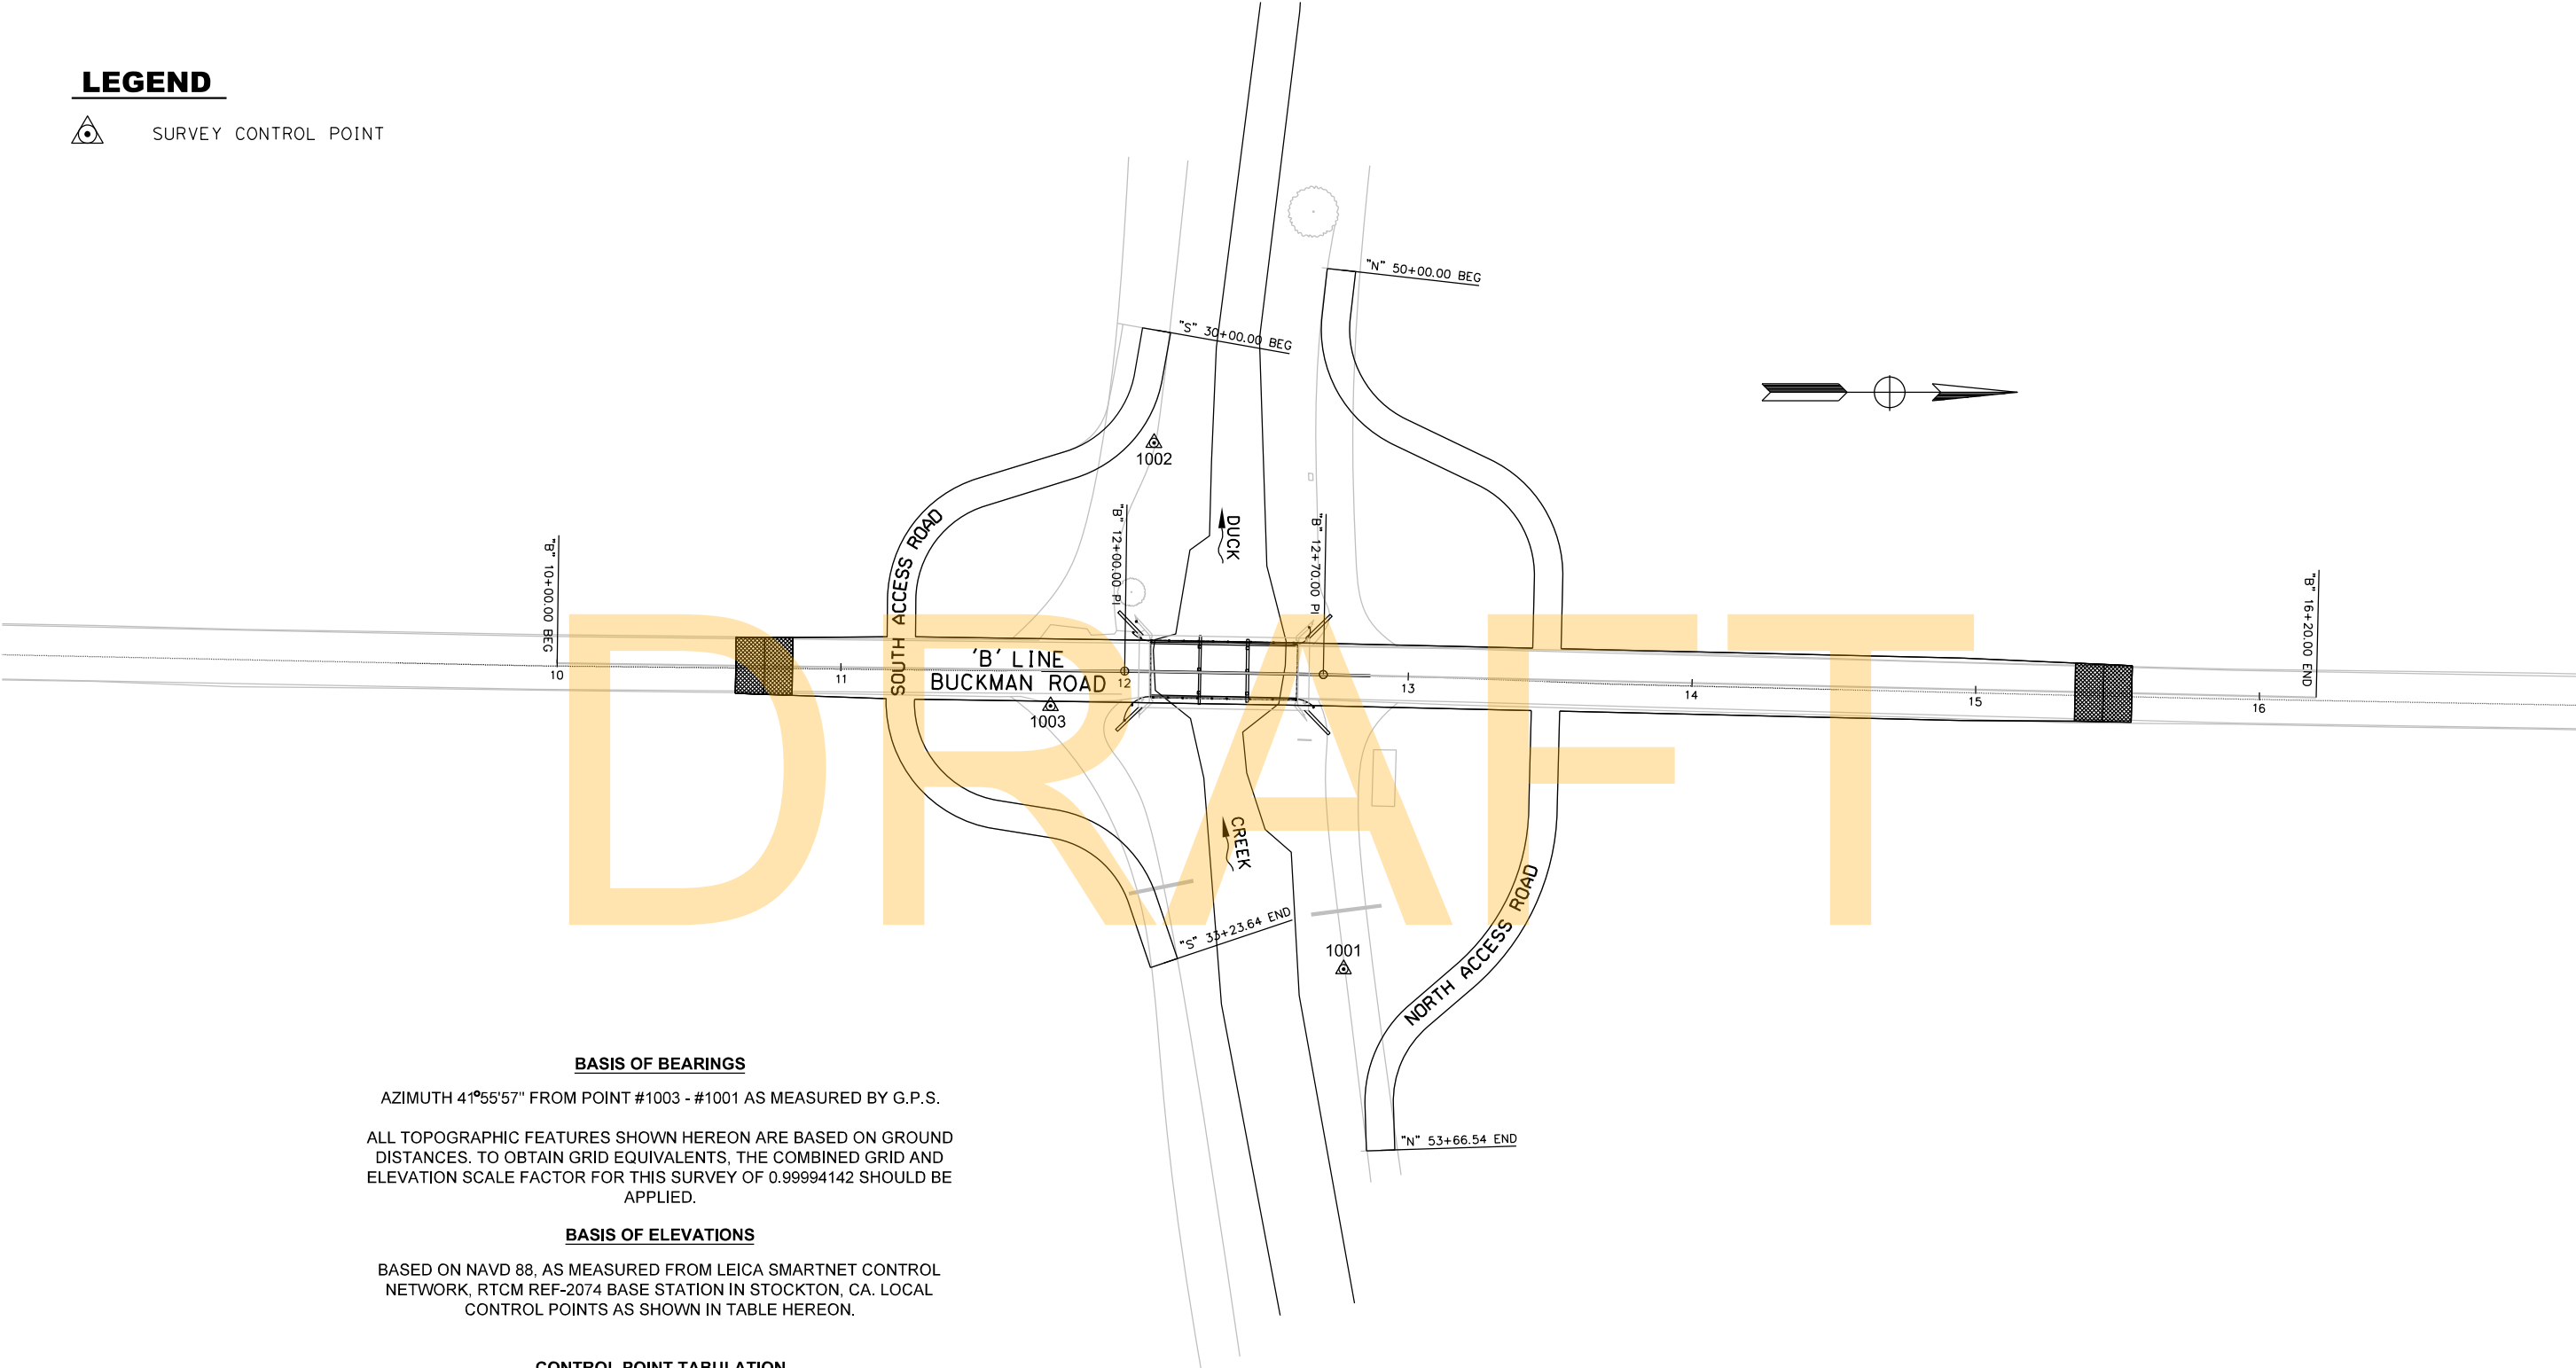 LEGEND
SURVEY CONTROL POINT
"N" 50+00.00 BEG
"S" 30+00.00 BEG
1002
SOUTH ACCESS ROAD
"B" 10+00.00 BEG
"B" 12+00.00 PI
DUCK
"B" 12+70.00 PI
"B" 16+20.00 END
'B' LINE
BUCKMAN ROAD
10
11
12
13
14
15
16
1003
DRAFT
CREEK
"S" 33+23.64 END
1001
NORTH ACCESS ROAD
"N" 53+66.54 END
BASIS OF BEARINGS
AZIMUTH 41°55'57" FROM POINT #1003 - #1001 AS MEASURED BY G.P.S.
ALL TOPOGRAPHIC FEATURES SHOWN HEREON ARE BASED ON GROUND
DISTANCES. TO OBTAIN GRID EQUIVALENTS, THE COMBINED GRID AND
ELEVATION SCALE FACTOR FOR THIS SURVEY OF 0.99994142 SHOULD BE
APPLIED.
BASIS OF ELEVATIONS
BASED ON NAVD 88, AS MEASURED FROM LEICA SMARTNET CONTROL
NETWORK, RTCM REF-2074 BASE STATION IN STOCKTON, CA. LOCAL
CONTROL POINTS AS SHOWN IN TABLE HEREON.
CONTROL POINT TABULATION